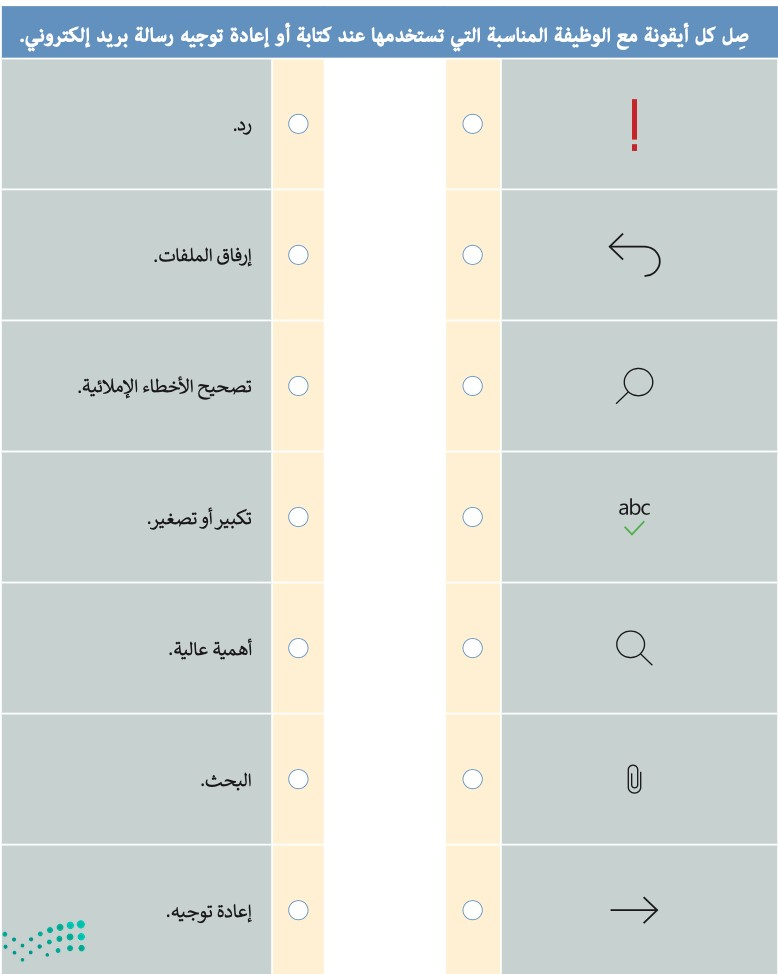 صِل كل أيقونة مع الوظيفة المناسبة التي تستخدمها عند كتابة أو إعادة توجيه رسالة بريد إلكتروني.
رد.
إرفاق الملفات.
تصحيح الأخطاء الإملائية.
abc
تكبير أو تصغير.
أهمية عالية.
البحث.
إعادة توجيه.